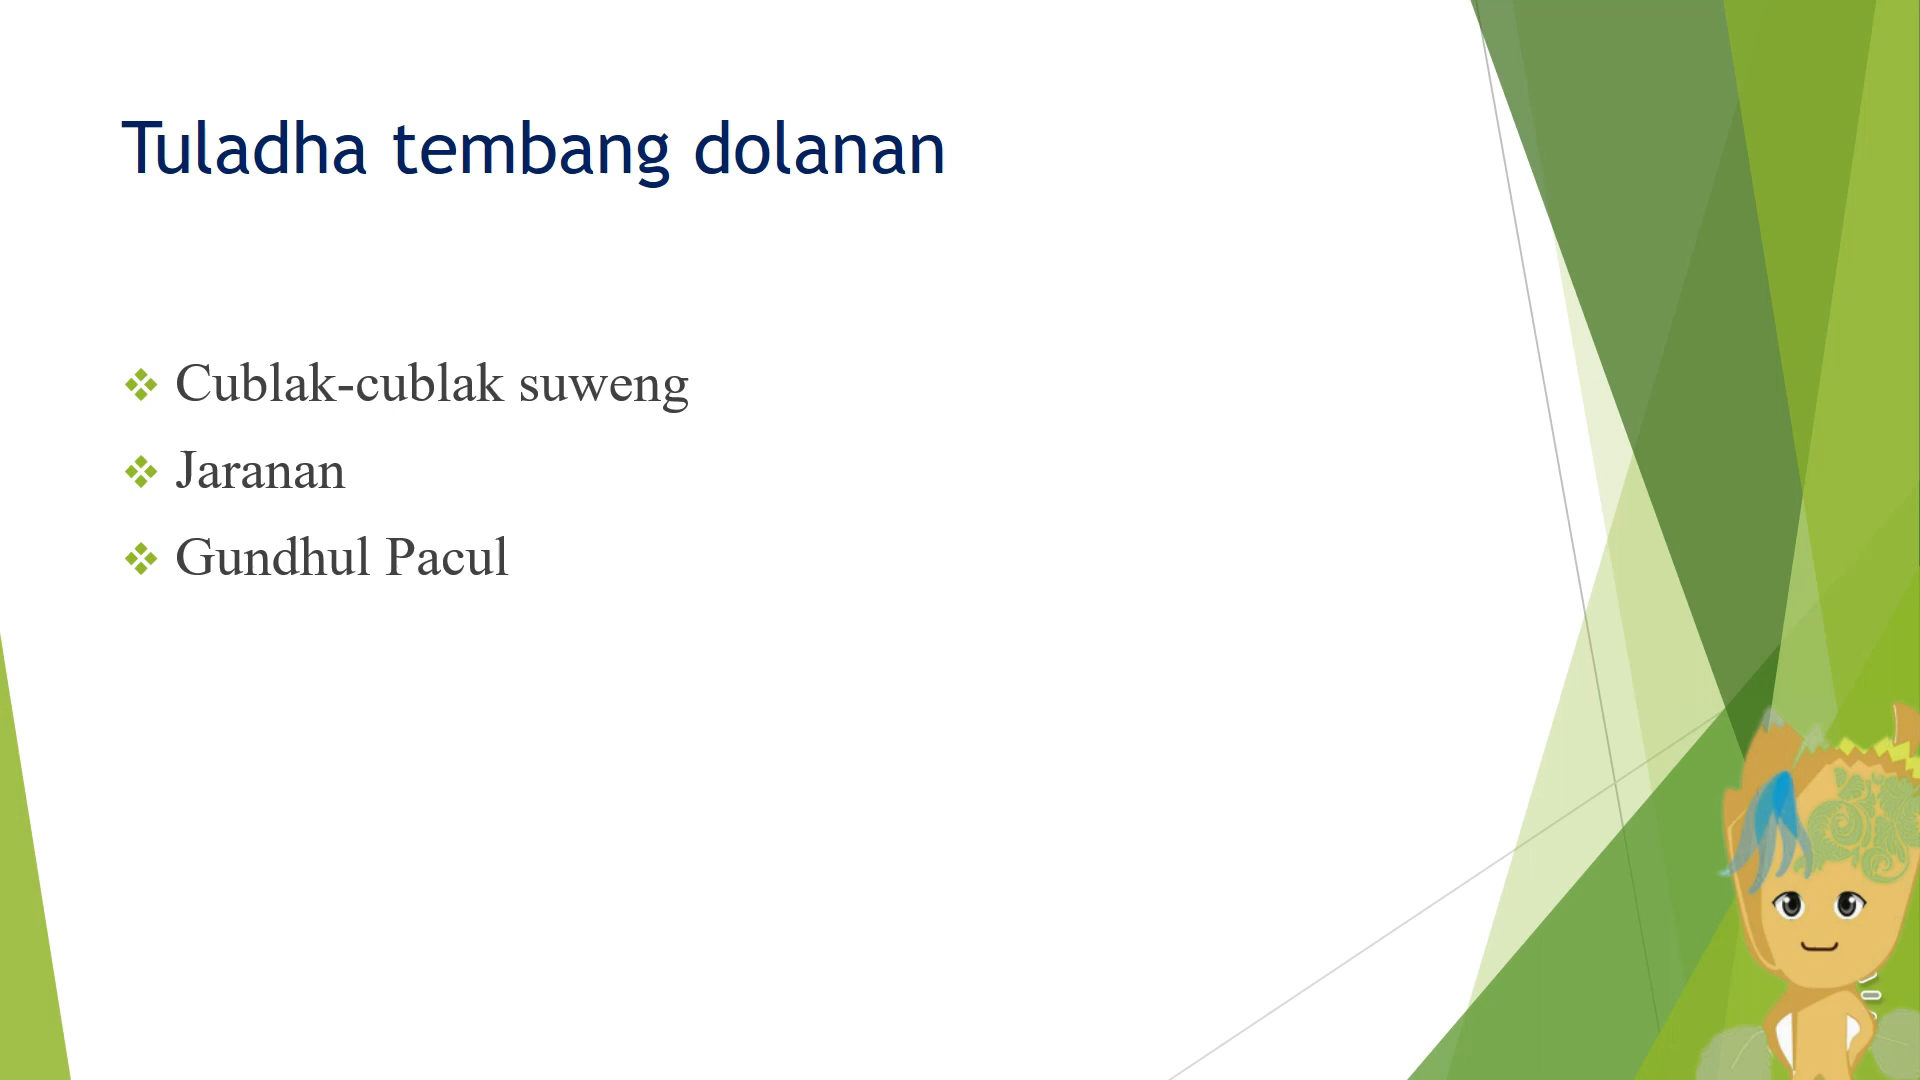 Tuladha tembang dolanan
Cublak-cublak suweng
Jaranan
Gundhul Pacul